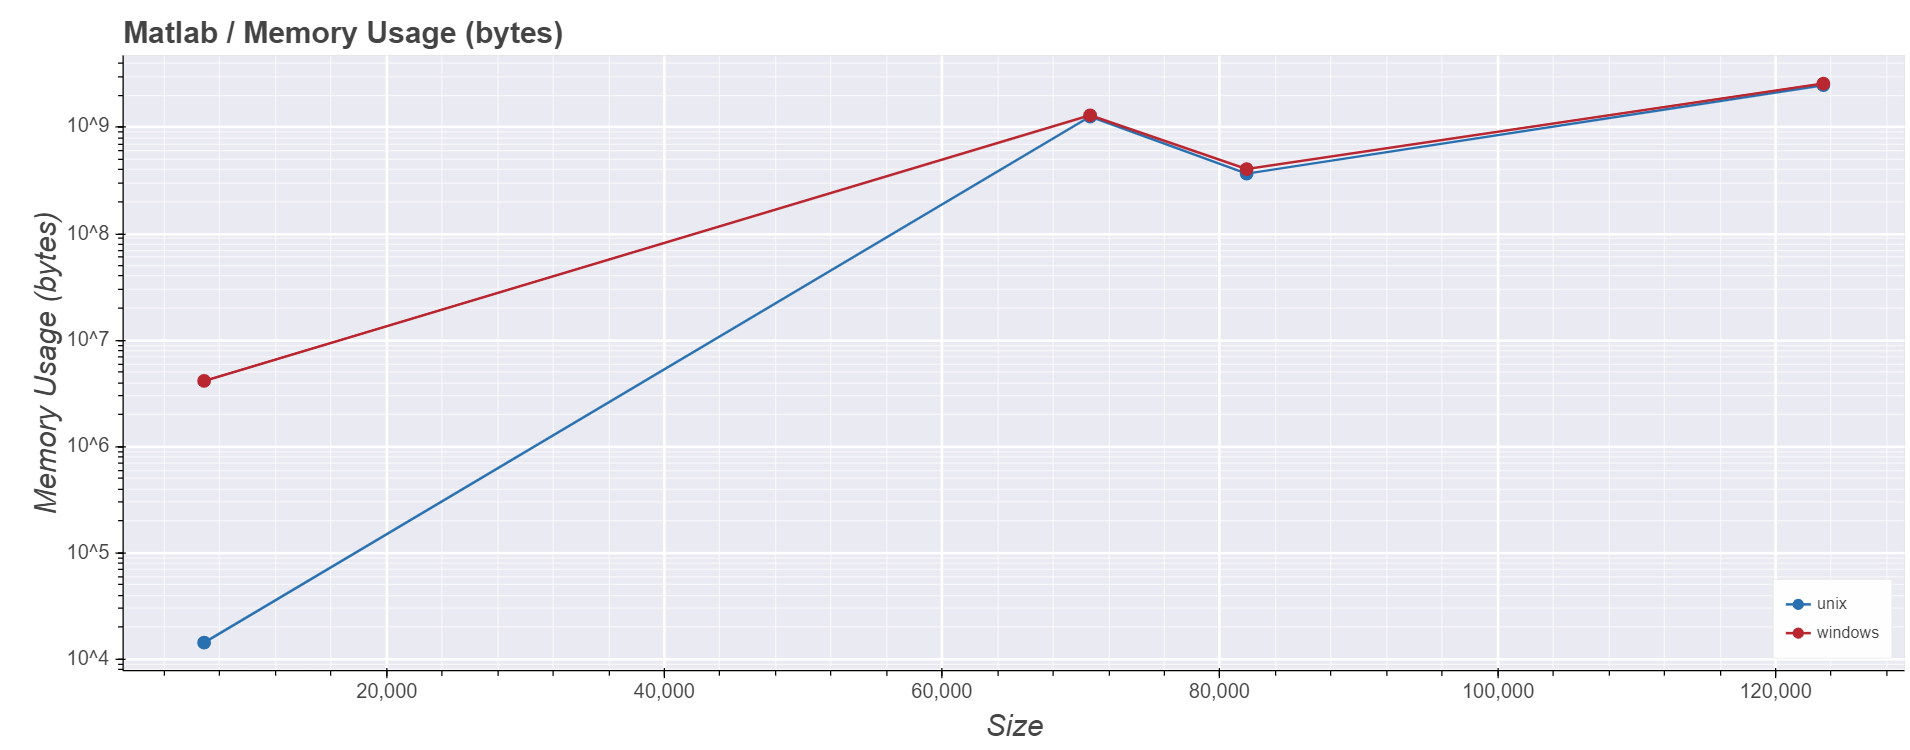 Matlab / Memory Usage (bytes)
Memory Usage (bytes)
10^9
10^8
10^7
10^6
10^5
10^4
20,000
40,000
60,000
80,000
100,000
120,000
Size
unix
windows